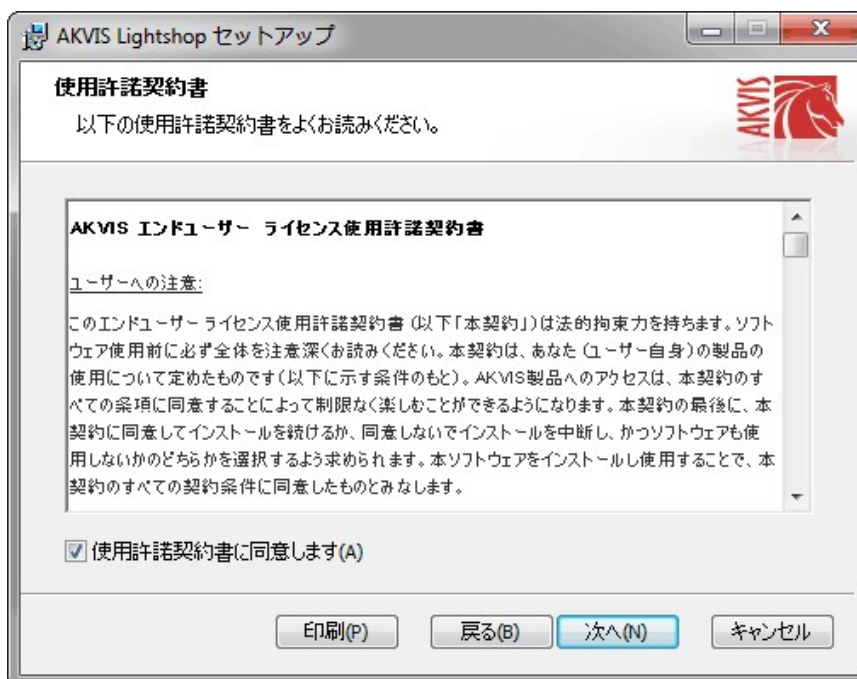 AKVIS Lightshop セットアップ
使用許諾契約書
以下の使用許諾契約書をよくお読みください。
AKVIS
AKVIS エンドユーザー ライセンス使用許諾契約書
ユーザーへの注意:
このエンドユーザー ライセンス使用許諾契約書 (以下「本契約」)は法的拘束力を持ちます。ソフト
ウェア使用前に必ず全体を注意深くお読みください。本契約は、あなた (ユーザー自身)の製品の
使用について定めたものです(以下に示す条件のもと)。AKVIS製品へのアクセスは、本契約のす
べての条項に同意することによって制限なく楽しむことができるようになります。本契約の最後に、本
契約に同意してインストールを続けるか、同意しないでインストールを中断し、かつソフトウェアも使
用しないかのどちらかを選択するよう求められます。本ソフトウェアをインストールし使用することで、本
契約のすべての契約条件に同意したものとみなします。
使用許諾契約書に同意します(A)
印刷(P) 戻る(B) 次へ(N) キャンセル